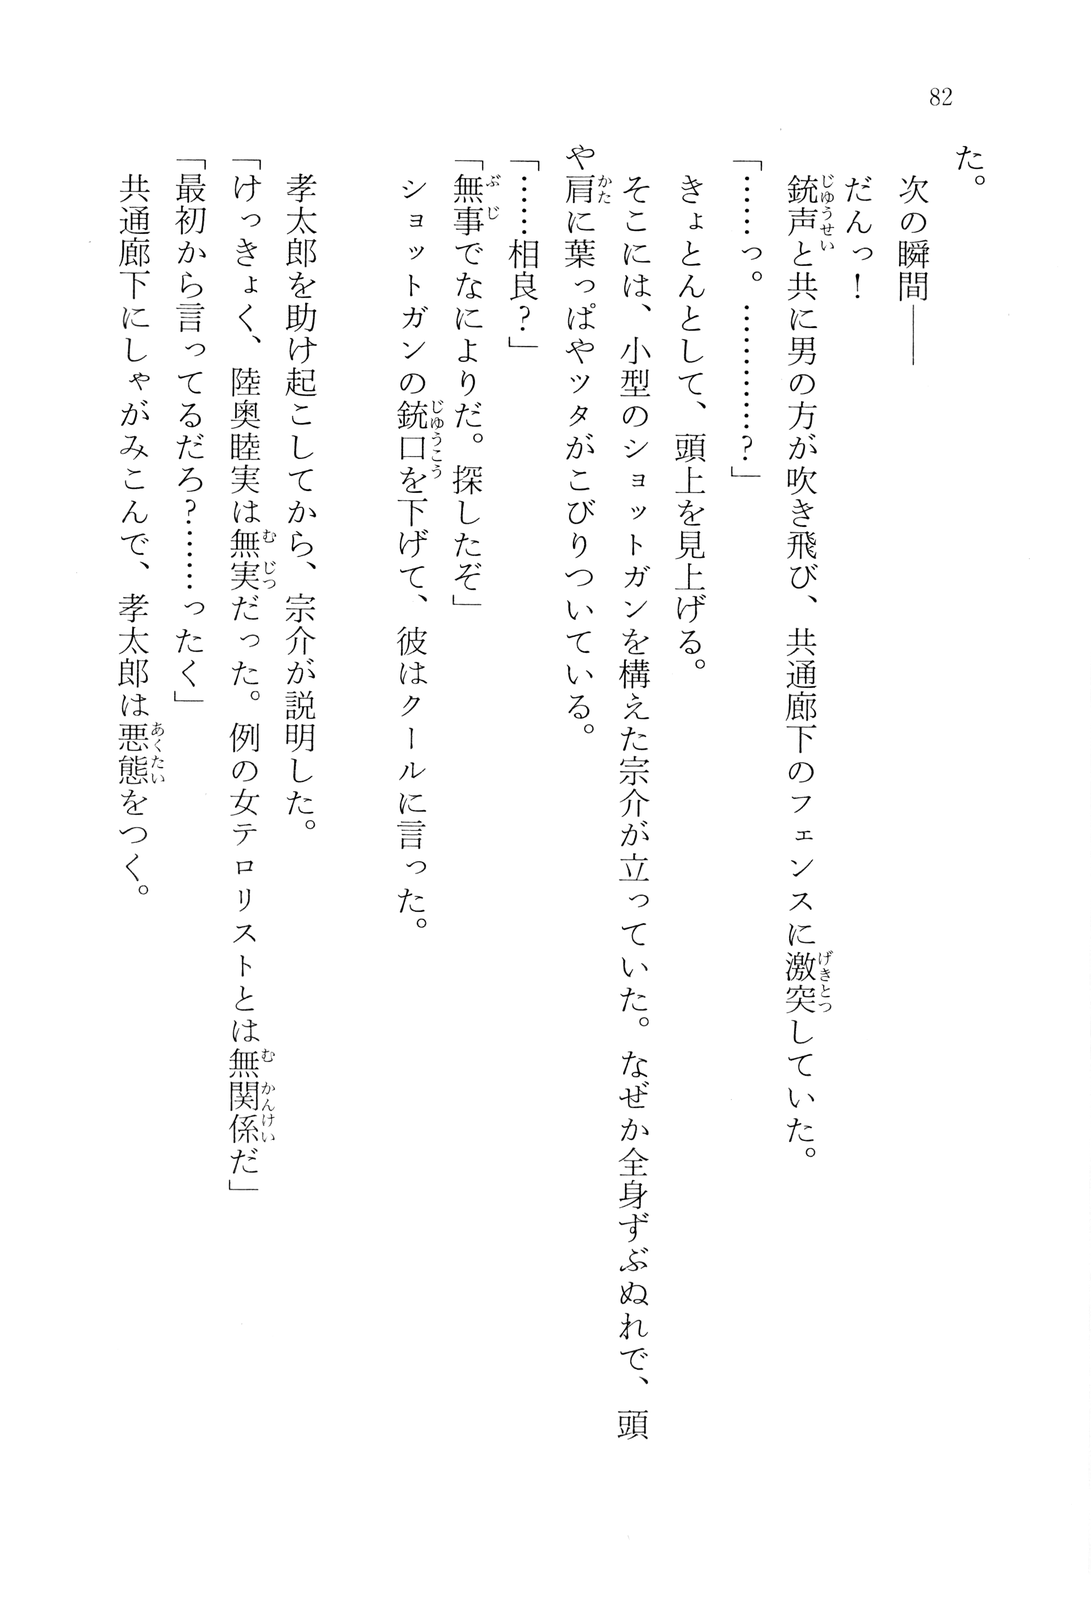 82
た。
次の瞬間――
だんっ！
銃声と共に男の方が吹き飛び、共通廊下のフェンスに激突していた。
「……っ。…………？」
きょとんとして、頭上を見上げる。
そこには、小型のショットガンを構えた宗介が立っていた。なぜか全身ずぶぬれで、頭
や肩に葉っぱやツタがこびりついている。
「……相良？」
「無事でなによりだ。探したぞ」
ショットガンの銃口を下げて、彼はクールに言った。
孝太郎を助け起こしてから、宗介が説明した。
「けっきょく、陸奥睦実は無実だった。例の女テロリストとは無関係だ」
「最初から言ってるだろ？……ったく」
共通廊下にしゃがみこんで、孝太郎は悪態をつく。